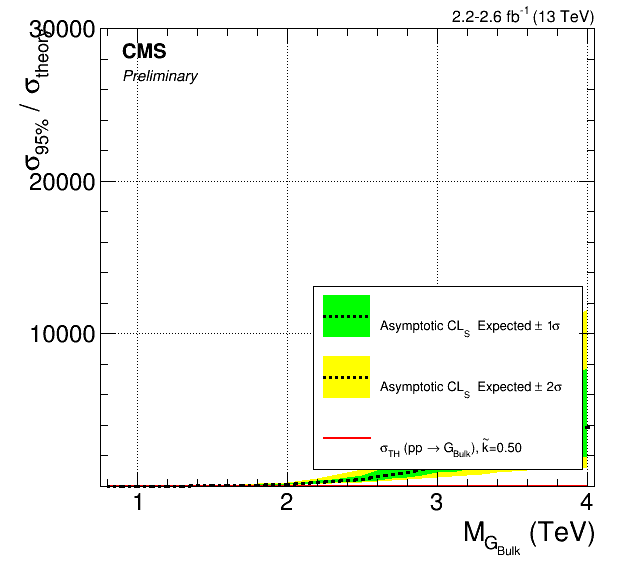 2.2-2.6 fb⁻¹ (13 TeV)
30000
CMS
Preliminary
σ95% / σtheory
20000
10000
Asymptotic CLS Expected ± 1σ
Asymptotic CLS Expected ± 2σ
σTH (pp → GBulk), k̃=0.50
1 2 3 4
MGBulk (TeV)